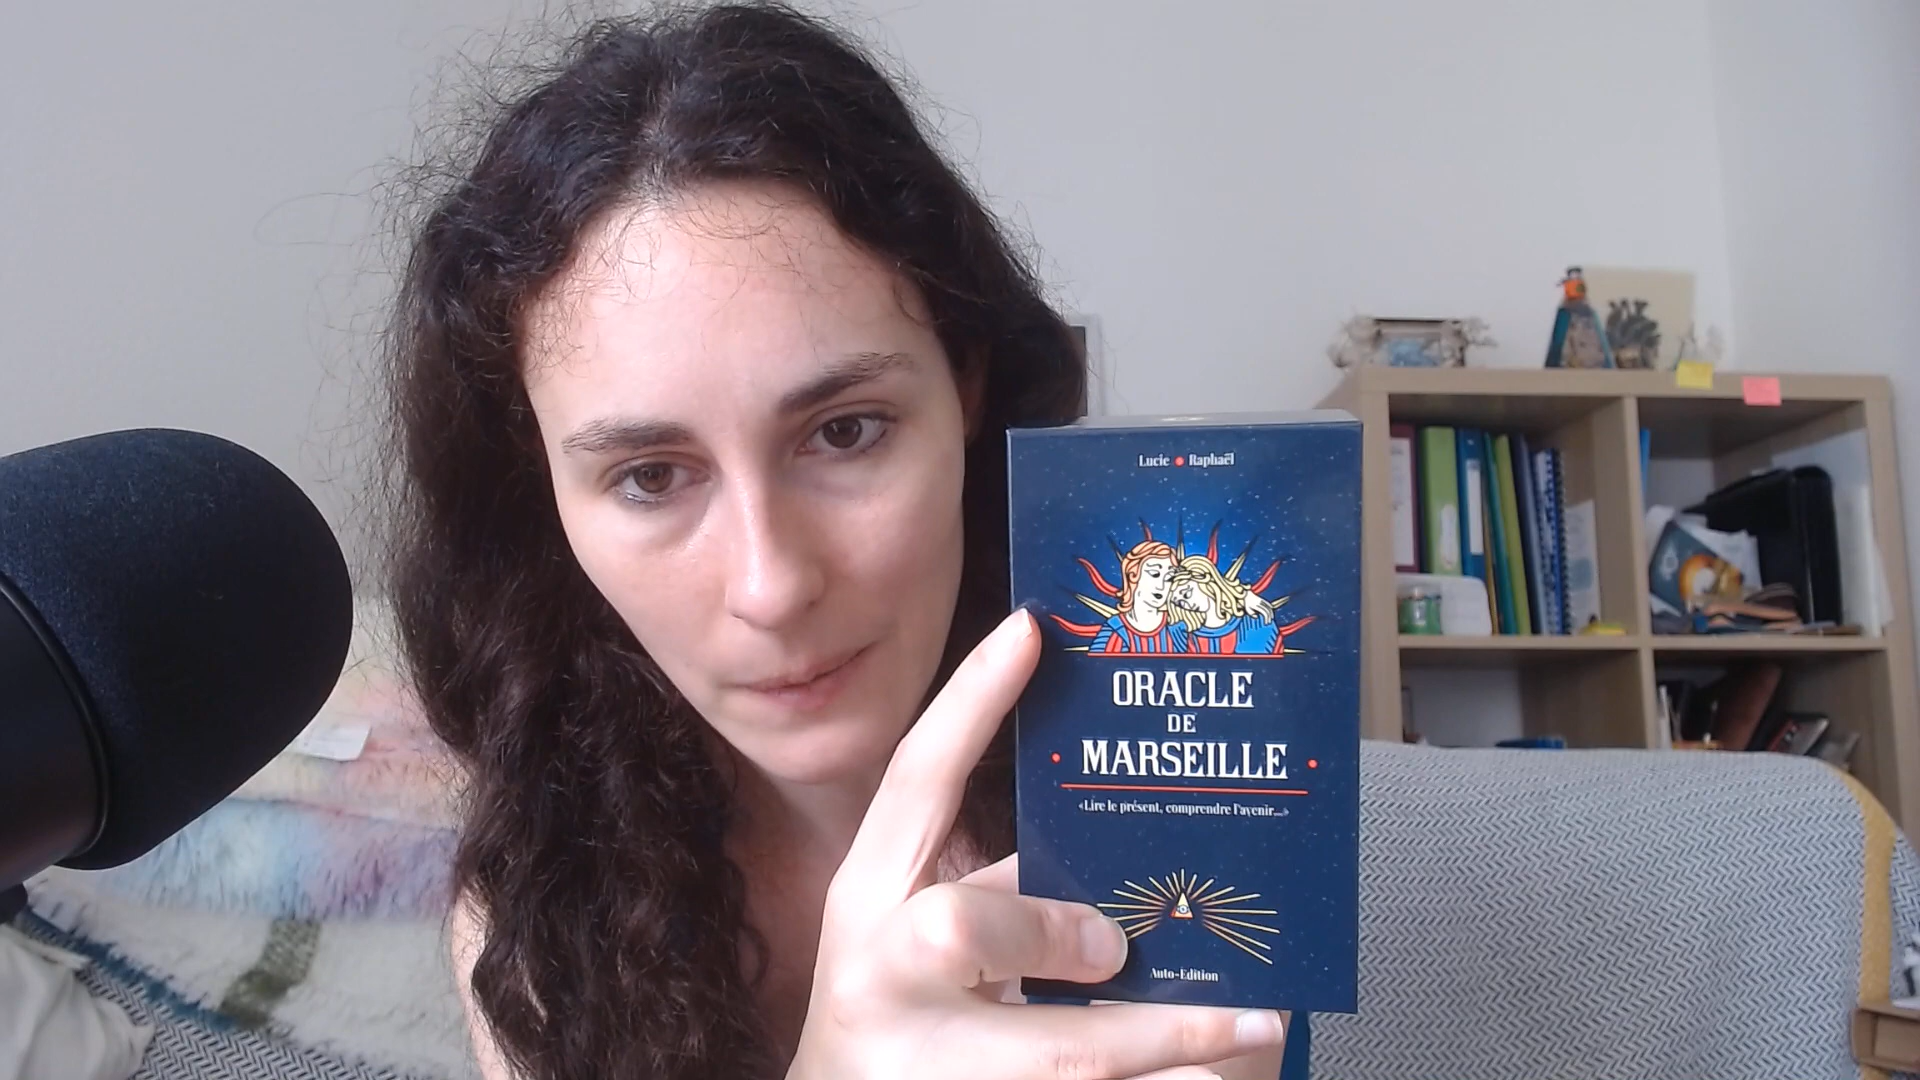 Lucie • Raphaël
ORACLE
DE
• MARSEILLE •
«Lire le présent, comprendre l'avenir...»
Auto-Edition